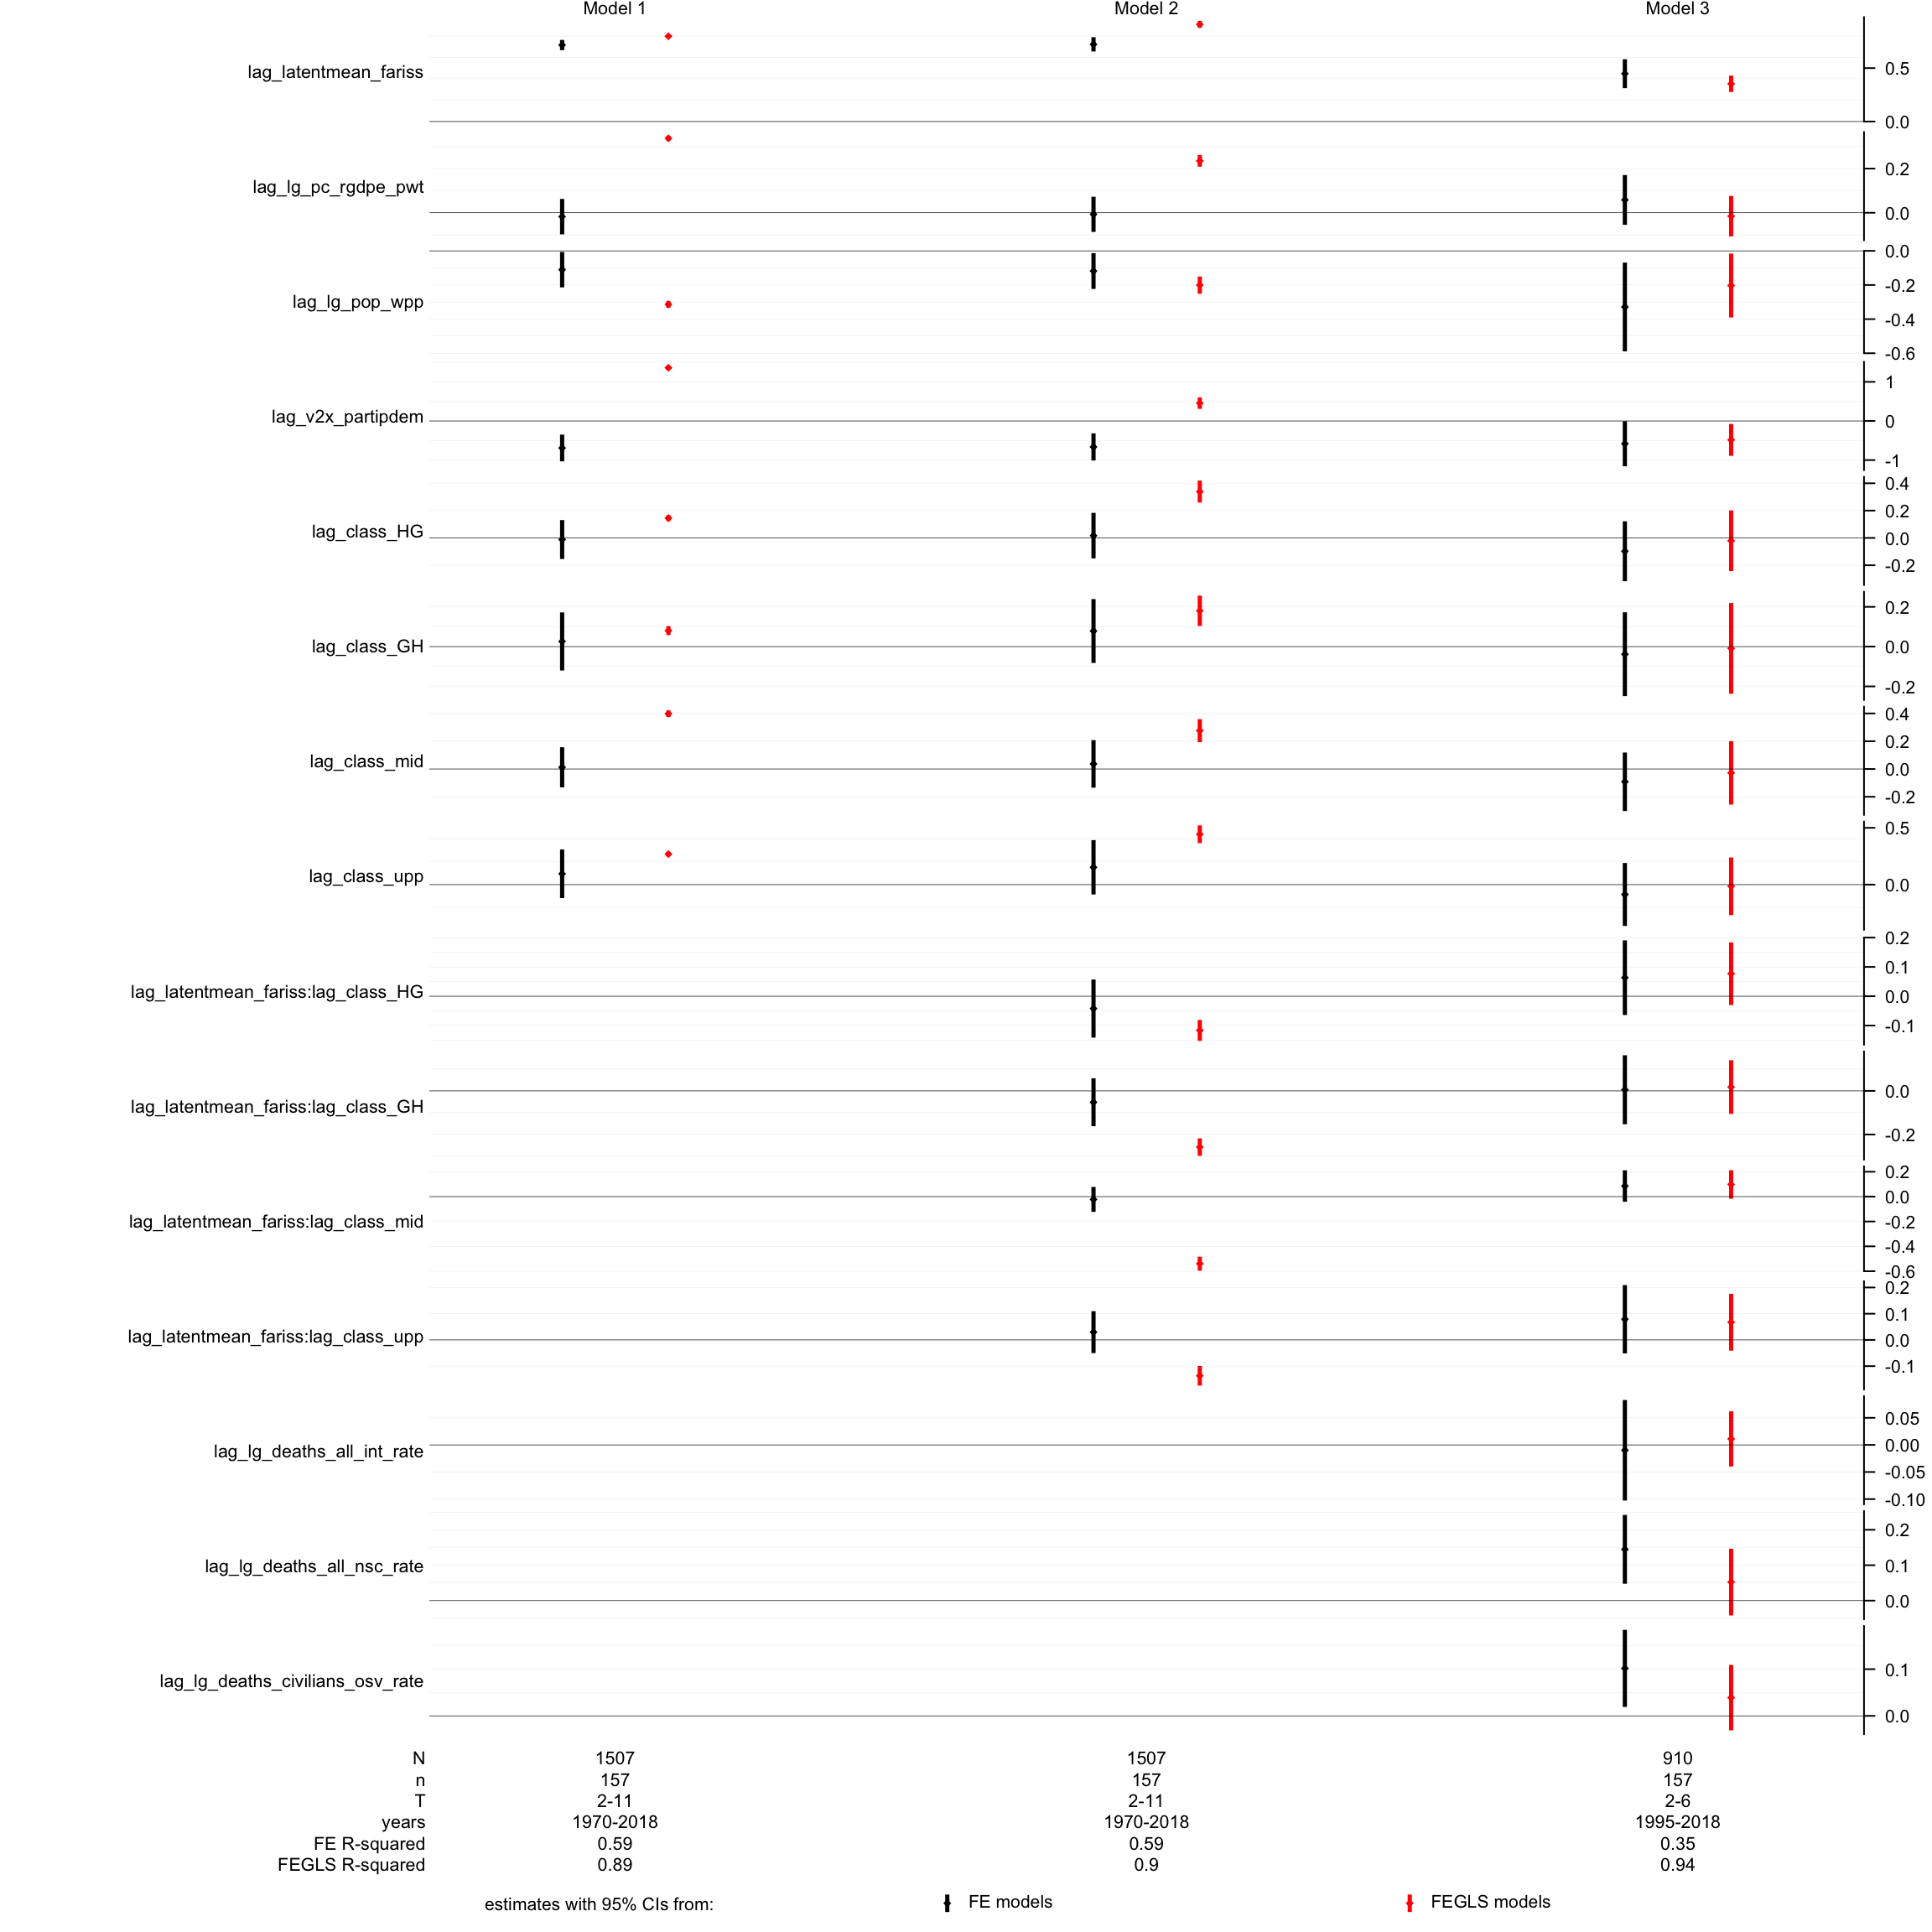 Model 1 Model 2 Model 3
lag_latentmean_fariss
0.5
0.0
lag_lg_pc_rgdpe_pwt
0.2
0.0
lag_lg_pop_wpp
0.0
-0.2
-0.4
-0.6
lag_v2x_partipdem
1
0
-1
lag_class_HG
0.4
0.2
0.0
-0.2
lag_class_GH
0.2
0.0
-0.2
lag_class_mid
0.4
0.2
0.0
-0.2
lag_class_upp
0.5
0.0
lag_latentmean_fariss:lag_class_HG
0.2
0.1
0.0
-0.1
lag_latentmean_fariss:lag_class_GH
0.0
-0.2
lag_latentmean_fariss:lag_class_mid
0.2
0.0
-0.2
-0.4
-0.6
lag_latentmean_fariss:lag_class_upp
0.2
0.1
0.0
-0.1
lag_lg_deaths_all_int_rate
0.05
0.00
-0.05
-0.10
lag_lg_deaths_all_nsc_rate
0.2
0.1
0.0
lag_lg_deaths_civilians_osv_rate
0.1
0.0
N 1507 1507 910
n 157 157 157
T 2-11 2-11 2-6
years 1970-2018 1970-2018 1995-2018
FE R-squared 0.59 0.59 0.35
FEGLS R-squared 0.89 0.9 0.94
estimates with 95% CIs from: FE models FEGLS models